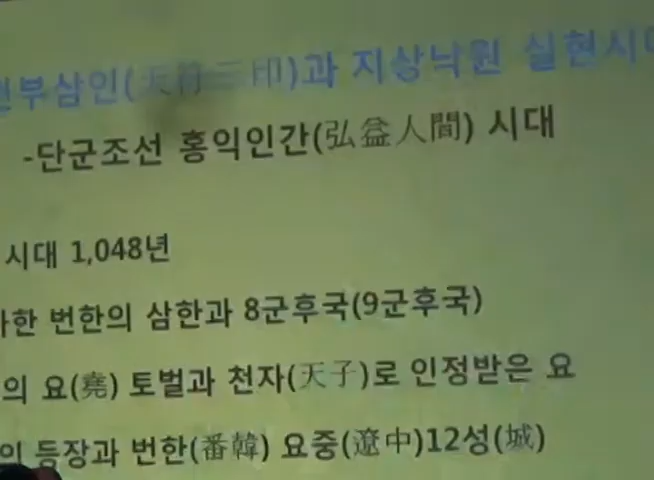 천부삼인(天符三印)과 지상낙원 실현시대
-단군조선 홍익인간(弘益人間) 시대
시대 1,048년
마한 번한의 삼한과 8군후국(9군후국)
의 요(堯) 토벌과 천자(天子)로 인정받은 요
의 등장과 번한(番韓) 요중(遼中)12성(城)